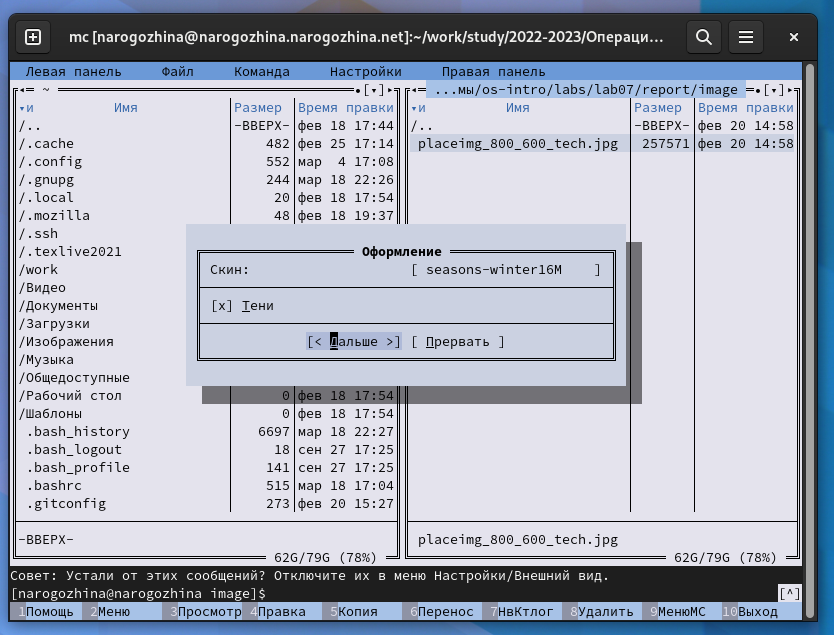 mc [narogozhina@narogozhina.narogozhina.net]:~/work/study/2022-2023/Операци...
Левая панель Файл Команда Настройки Правая панель
~ [▾] ...мы/os-intro/labs/lab07/report/image [▾]
▾и Имя Размер Время правки ▾и Имя Размер Время правки
/.. -ВВЕРХ- фев 18 17:44 /.. -ВВЕРХ- фев 20 14:58
/.cache 482 фев 25 17:14 placeimg_800_600_tech.jpg 257571 фев 20 14:58
/.config 552 мар 4 17:08
/.gnupg 244 мар 18 22:26
/.local 20 фев 18 17:54
/.mozilla 48 фев 18 19:37
/.ssh
/.texlive2021 Оформление
/work Скин: [ seasons-winter16M ]
/Видео
/Документы [x] Тени
/Загрузки
/Изображения [< Дальше >] [ Прервать ]
/Музыка
/Общедоступные
/Рабочий стол 0 фев 18 17:54
/Шаблоны 0 фев 18 17:54
.bash_history 6697 мар 18 22:27
.bash_logout 18 сен 27 17:25
.bash_profile 141 сен 27 17:25
.bashrc 515 мар 18 17:04
.gitconfig 273 фев 20 15:27
-ВВЕРХ- placeimg_800_600_tech.jpg
62G/79G (78%) 62G/79G (78%)
Совет: Устали от этих сообщений? Отключите их в меню Настройки/Внешний вид.
[narogozhina@narogozhina image]$ [^]
1Помощь 2Меню 3Просмотр 4Правка 5Копия 6Перенос 7НвКтлог 8Удалить 9МенюMC 10Выход